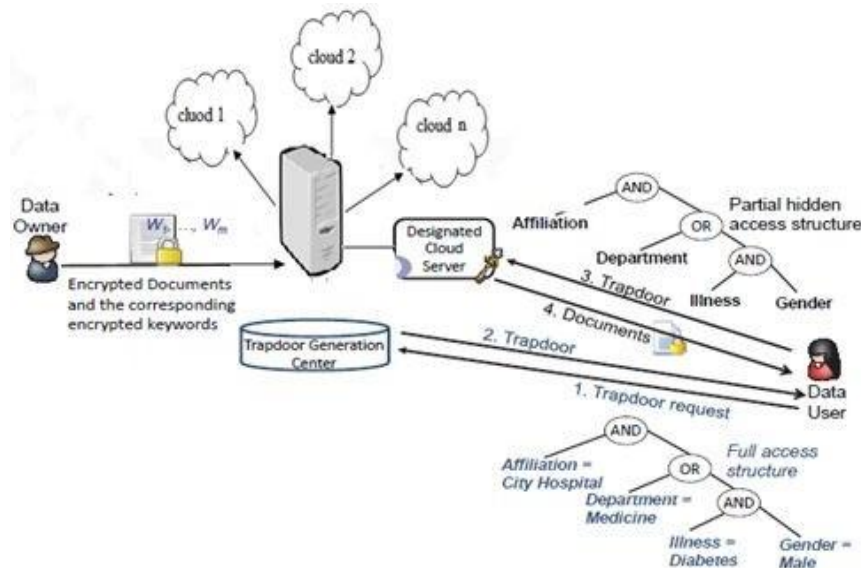 cloud 2
cluod 1
cloud n
Data
Owner
W₁, ..., Wₘ
Encrypted Documents
and the corresponding
encrypted keywords
Designated
Cloud
Server
AND
Affiliation
OR
Partial hidden
access structure
Department
AND
Illness
Gender
3. Trapdoor
4. Documents
Trapdoor Generation
Center
2. Trapdoor
1. Trapdoor request
Data
User
AND
Affiliation =
City Hospital
OR
Full access
structure
Department =
Medicine
AND
Illness =
Diabetes
Gender =
Male